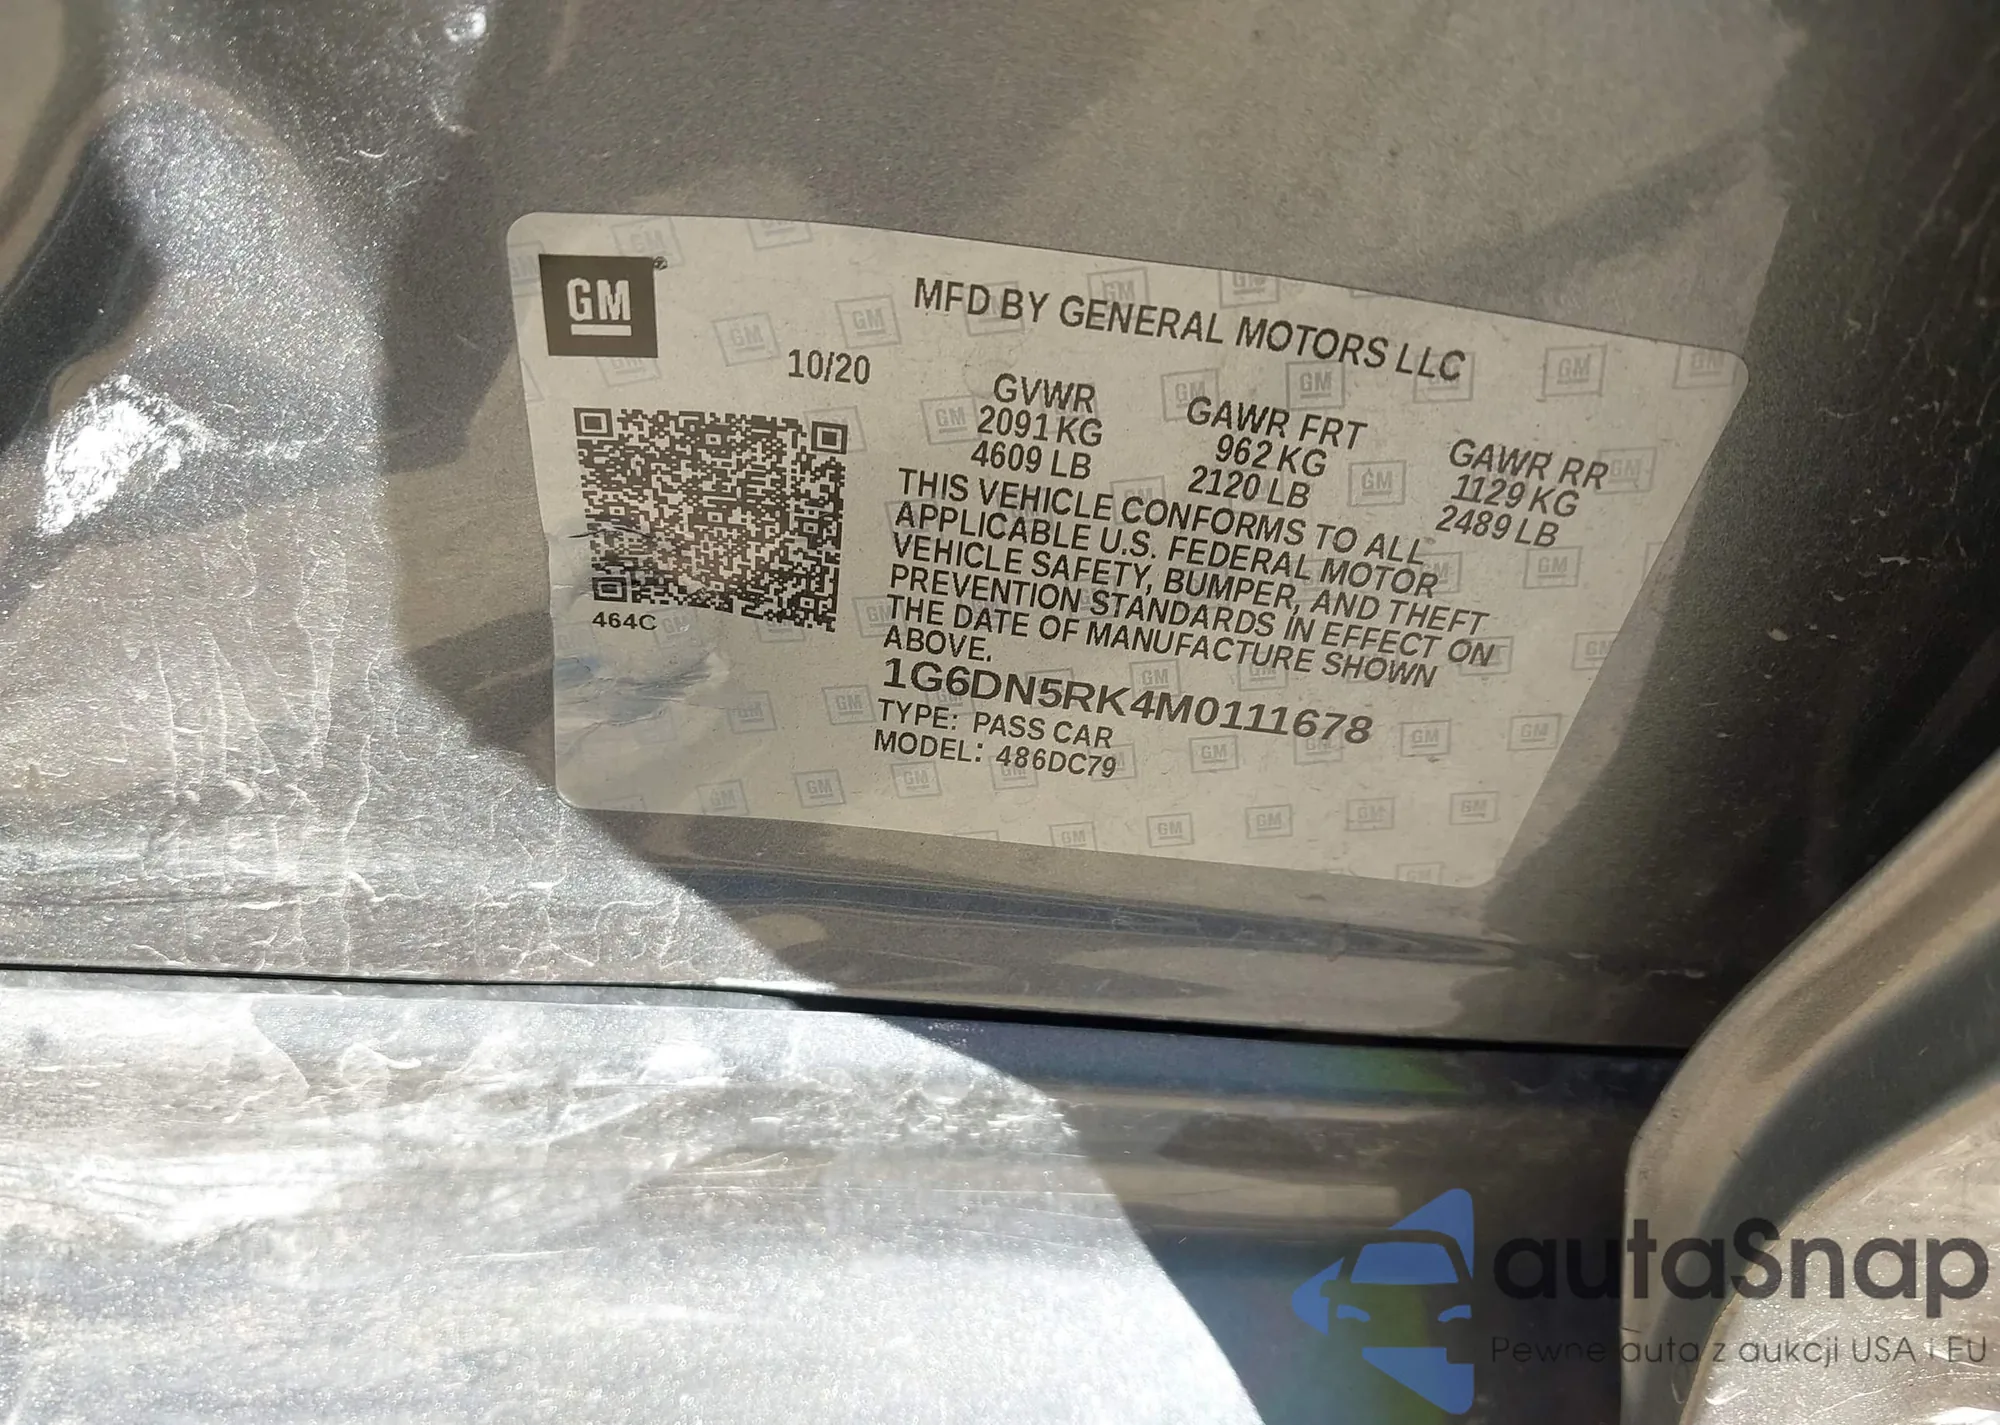 GM
MFD BY GENERAL MOTORS LLC
10/20
GVWR
2091 KG
4609 LB
GAWR FRT
962 KG
2120 LB
GAWR RR
1129 KG
2489 LB
THIS VEHICLE CONFORMS TO ALL
APPLICABLE U.S. FEDERAL MOTOR
VEHICLE SAFETY, BUMPER, AND THEFT
PREVENTION STANDARDS IN EFFECT ON
THE DATE OF MANUFACTURE SHOWN
ABOVE.
464C
1G6DN5RK4M0111678
TYPE: PASS CAR
MODEL: 486DC79
autaSnap
Pewne auta z aukcji USA i EU